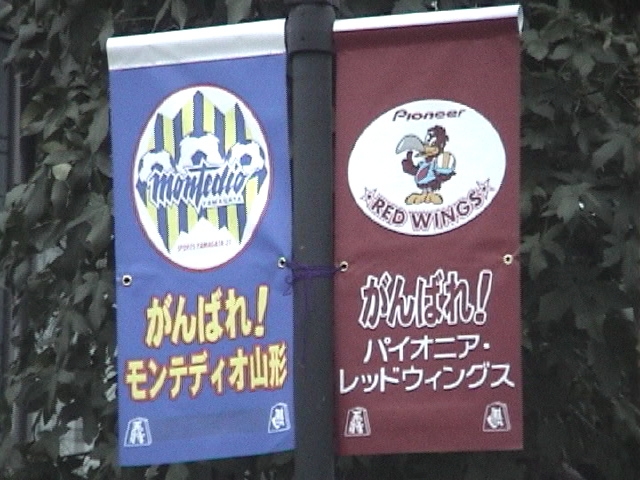 montedio
YAMAGATA
SPORTS YAMAGATA 21
がんばれ！
モンテディオ山形
Pioneer
RED WINGS
がんばれ！
パイオニア・
レッドウィングス